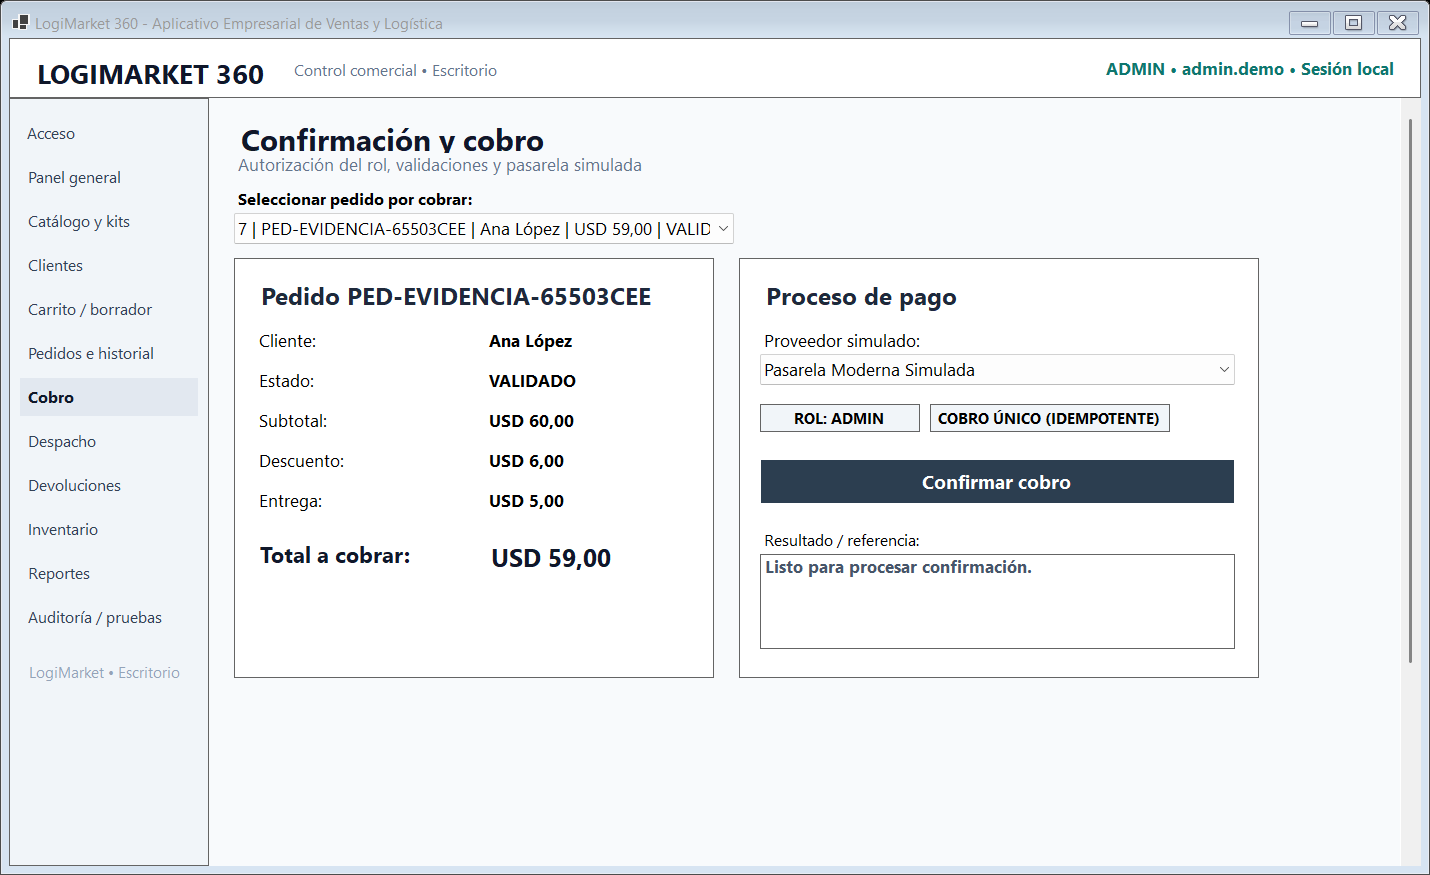 LogiMarket 360 - Aplicativo Empresarial de Ventas y Logística
LOGIMARKET 360
Control comercial • Escritorio
ADMIN • admin.demo • Sesión local
Acceso
Panel general
Catálogo y kits
Clientes
Carrito / borrador
Pedidos e historial
Cobro
Despacho
Devoluciones
Inventario
Reportes
Auditoría / pruebas
LogiMarket • Escritorio
Confirmación y cobro
Autorización del rol, validaciones y pasarela simulada
Seleccionar pedido por cobrar:
7 | PED-EVIDENCIA-65503CEE | Ana López | USD 59,00 | VALID
Pedido PED-EVIDENCIA-65503CEE
Cliente: Ana López
Estado: VALIDADO
Subtotal: USD 60,00
Descuento: USD 6,00
Entrega: USD 5,00
Total a cobrar: USD 59,00
Proceso de pago
Proveedor simulado:
Pasarela Moderna Simulada
ROL: ADMIN
COBRO ÚNICO (IDEMPOTENTE)
Confirmar cobro
Resultado / referencia:
Listo para procesar confirmación.